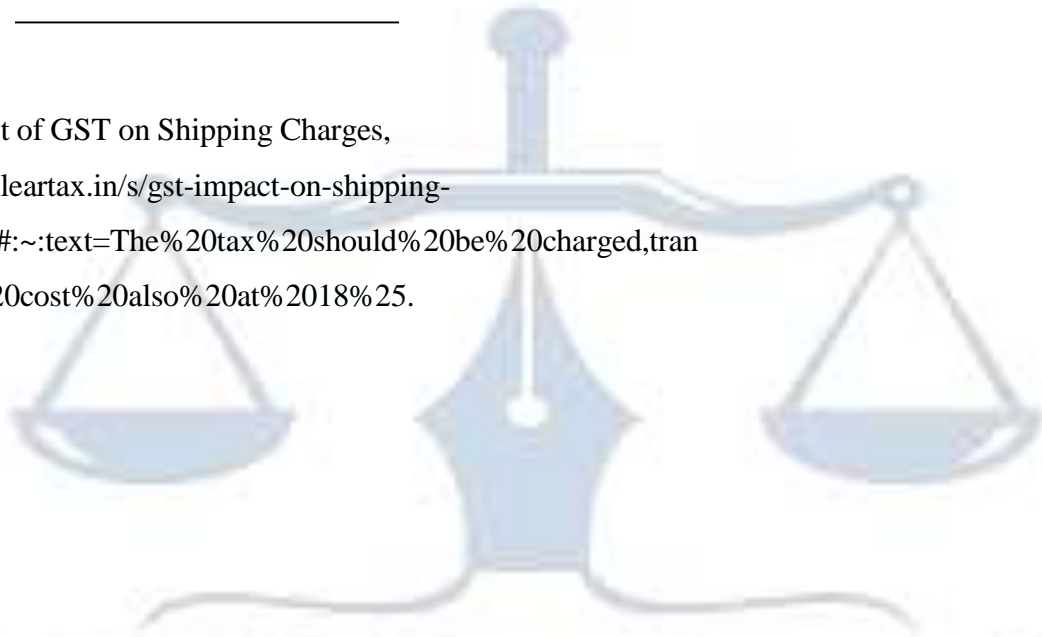 t of GST on Shipping Charges,
leartax.in/s/gst-impact-on-shipping-
#:~:text=The%20tax%20should%20be%20charged,tran
20cost%20also%20at%2018%25.